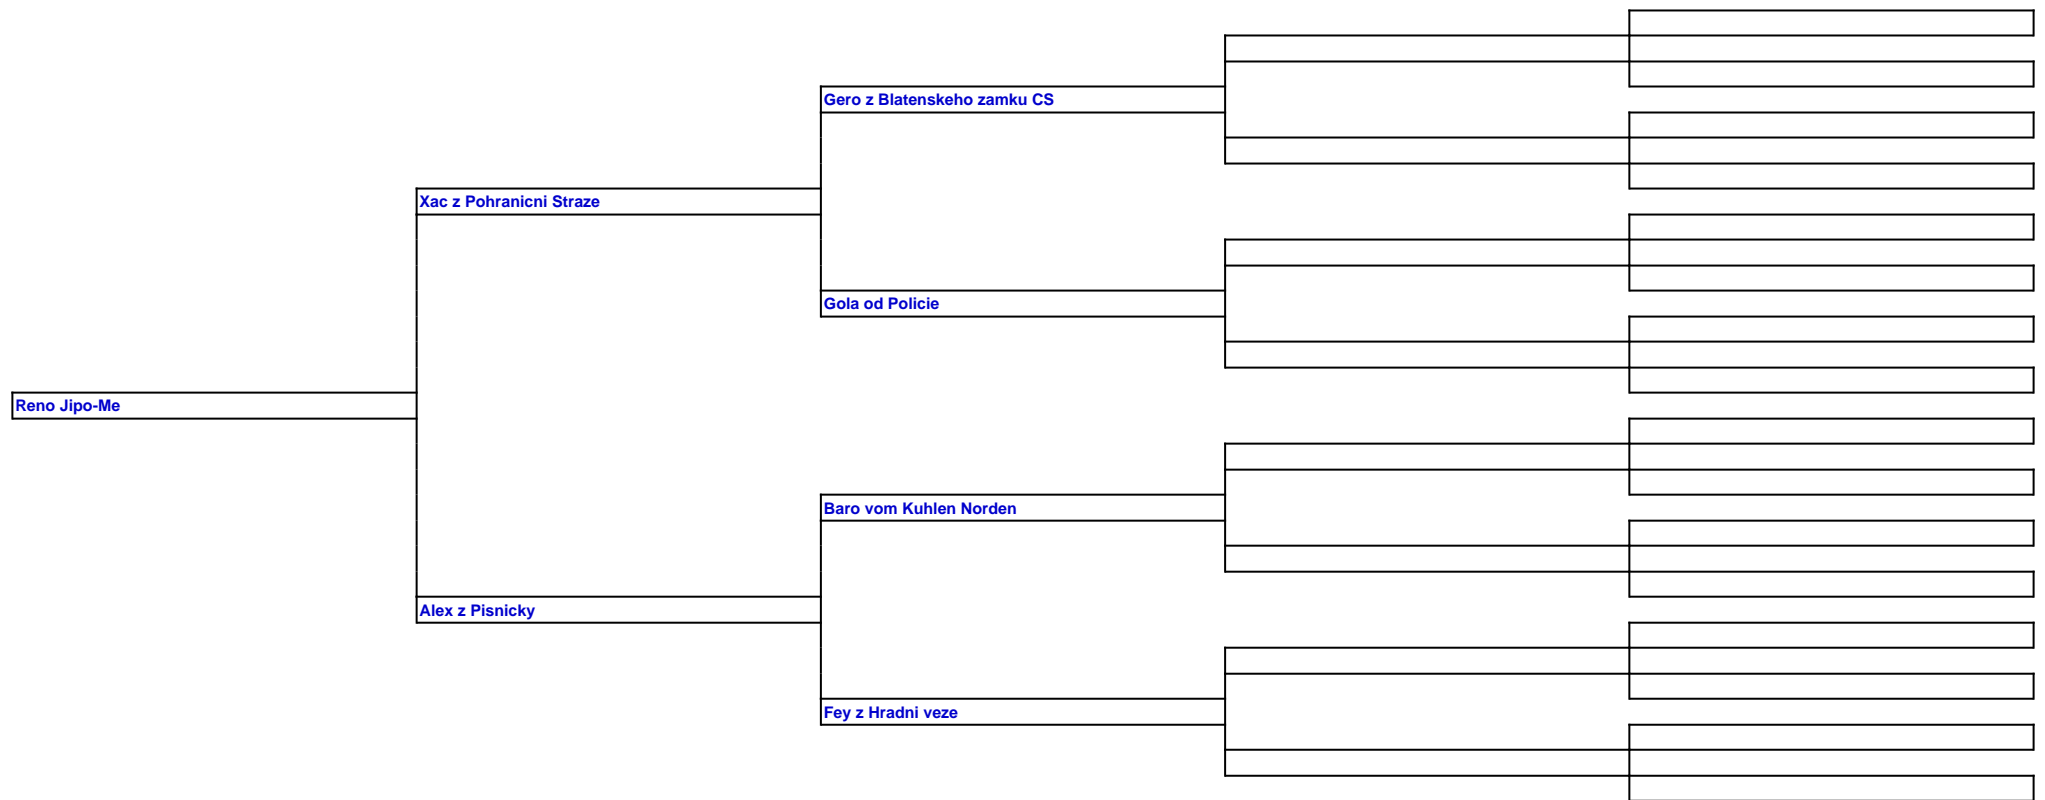 Gero z Blatenskeho zamku CS
Xac z Pohranicni Straze
Gola od Policie
Reno Jipo-Me
Baro vom Kuhlen Norden
Alex z Pisnicky
Fey z Hradni veze